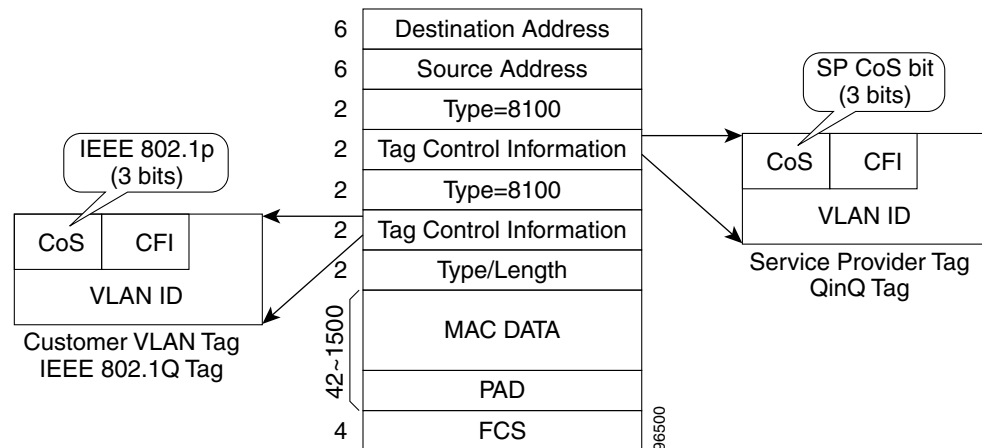 6 Destination Address
6 Source Address
2 Type=8100
2 Tag Control Information
2 Type=8100
2 Tag Control Information
2 Type/Length
42~1500
MAC DATA
PAD
4 FCS
IEEE 802.1p
(3 bits)
CoS CFI
VLAN ID
Customer VLAN Tag
IEEE 802.1Q Tag
SP CoS bit
(3 bits)
CoS CFI
VLAN ID
Service Provider Tag
QinQ Tag
96500